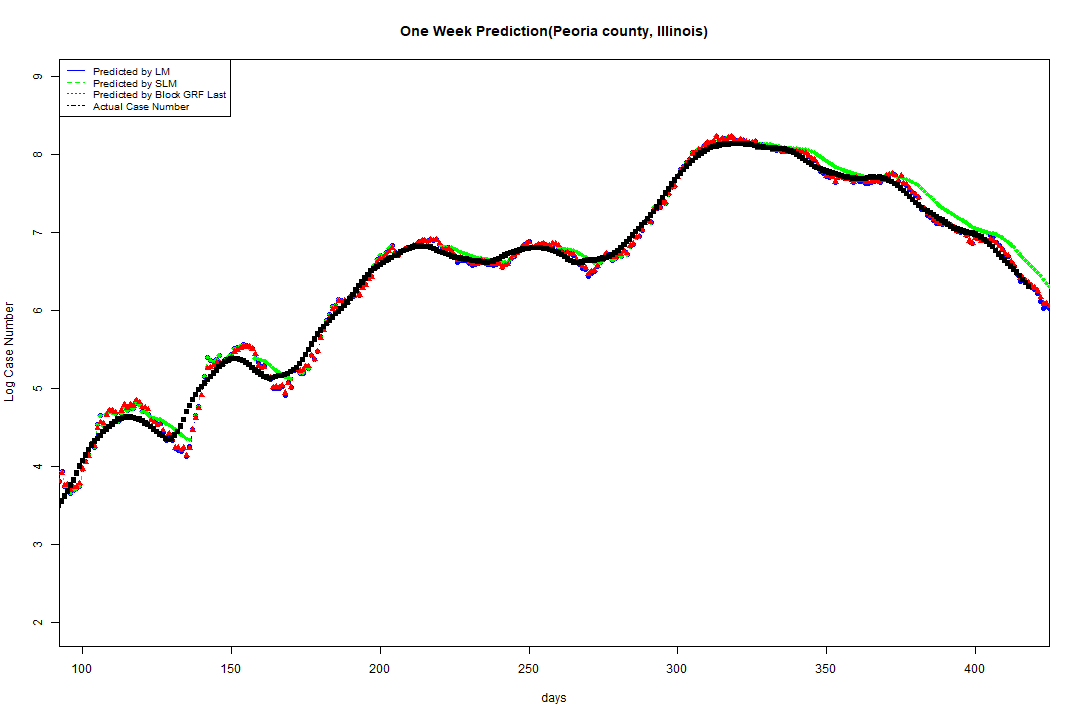 One Week Prediction(Peoria county, Illinois)
Predicted by LM
Predicted by SLM
Predicted by Block GRF Last
Actual Case Number
9
8
7
6
5
4
3
2
Log Case Number
100 150 200 250 300 350 400
days